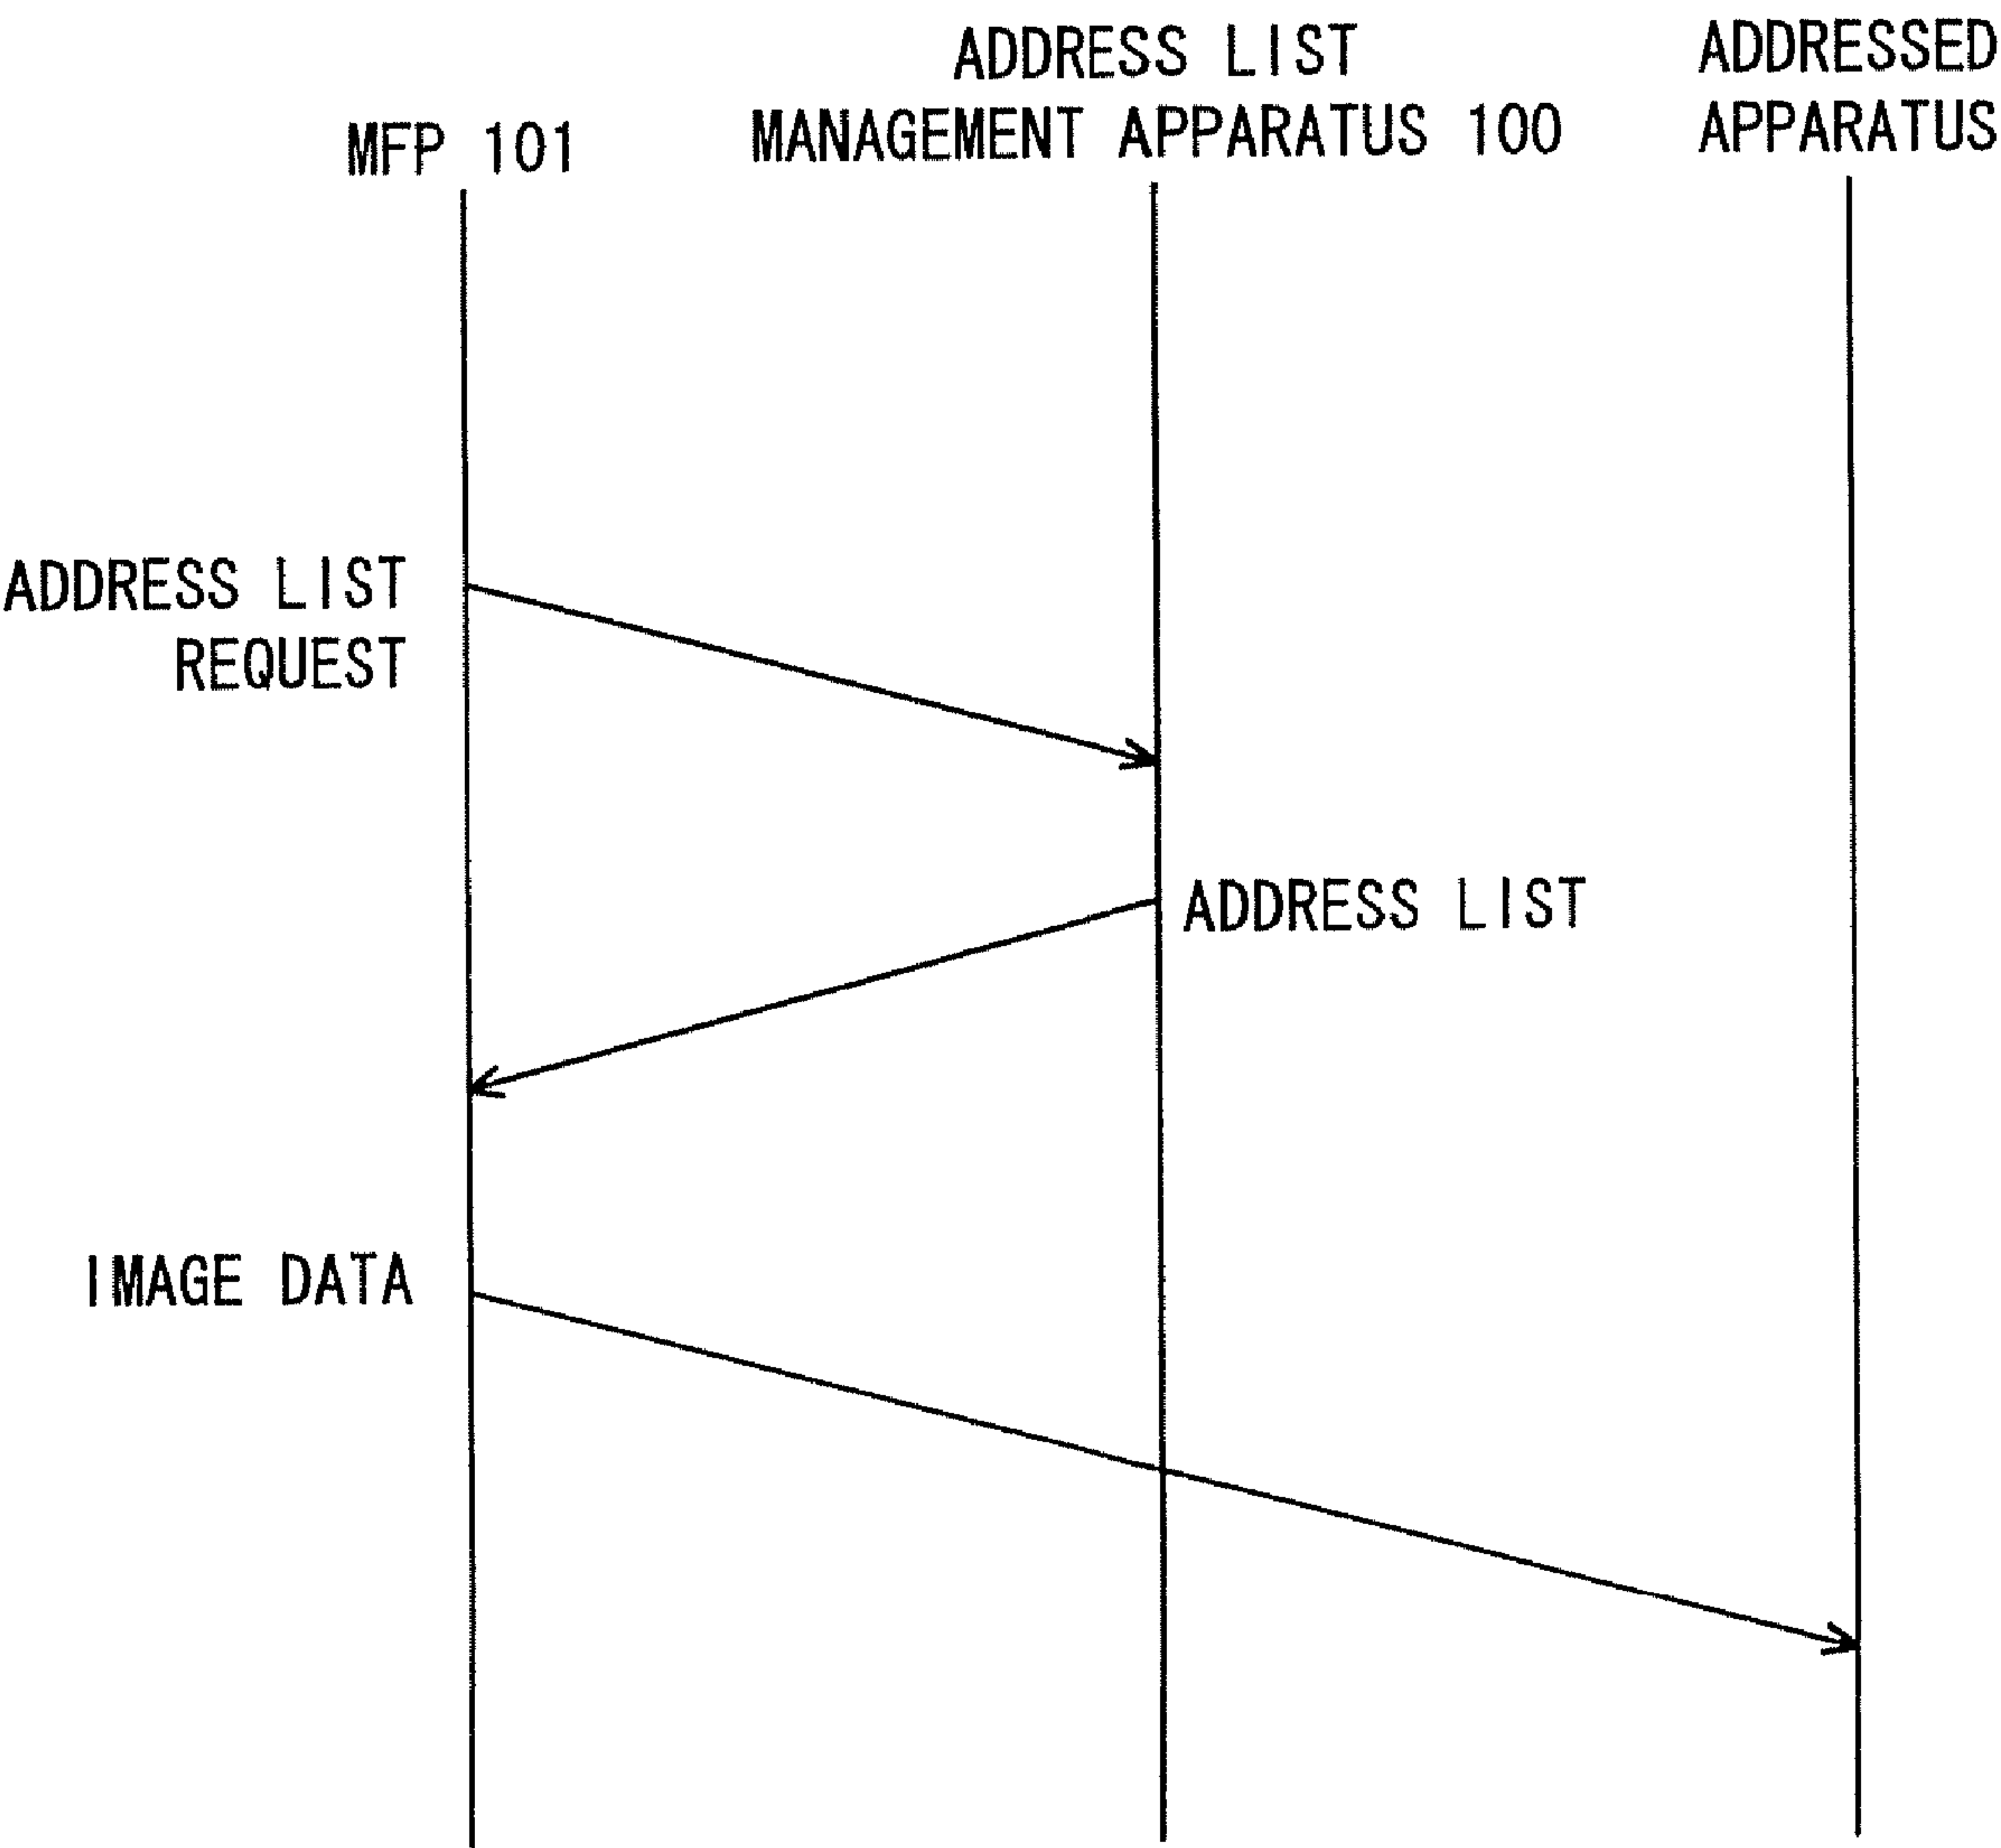 MFP 101
ADDRESS LIST
MANAGEMENT APPARATUS 100
ADDRESSED
APPARATUS
ADDRESS LIST
REQUEST
ADDRESS LIST
IMAGE DATA